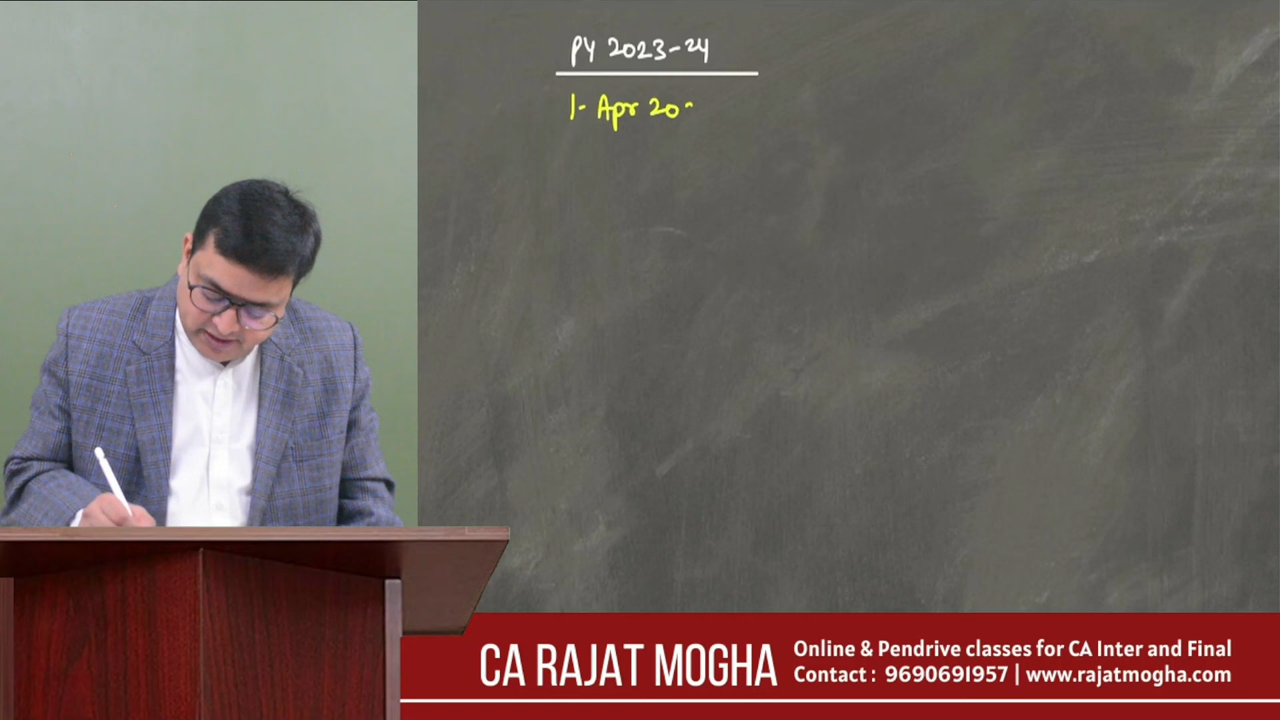 PY 2023-24
1- Apr 20-
CA RAJAT MOGHA
Online & Pendrive classes for CA Inter and Final
Contact : 9690691957 | www.rajatmogha.com